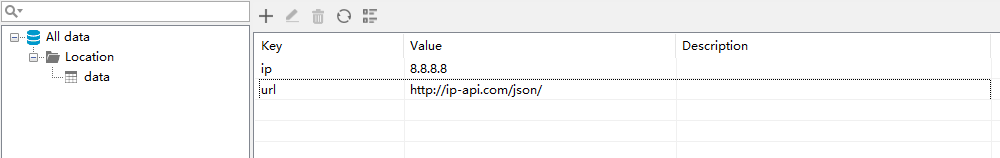 All data
Location
data
Key Value Description
ip 8.8.8.8
url http://ip-api.com/json/